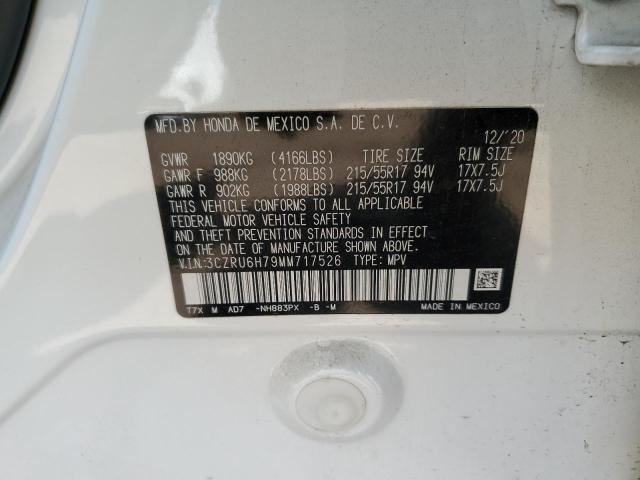 MFD.BY HONDA DE MEXICO S.A. DE C.V.
12/'20
GVWR 1890KG (4166LBS) TIRE SIZE RIM SIZE
GAWR F 988KG (2178LBS) 215/55R17 94V 17X7.5J
GAWR R 902KG (1988LBS) 215/55R17 94V 17X7.5J
THIS VEHICLE CONFORMS TO ALL APPLICABLE
FEDERAL MOTOR VEHICLE SAFETY
AND THEFT PREVENTION STANDARDS IN EFFECT
ON THE DATE OF MANUFACTURE SHOWN ABOVE.
V.I.N.:3CZRU6H79MM717526 TYPE: MPV
T7X M AD7 -NH883PX -B -M
MADE IN MEXICO